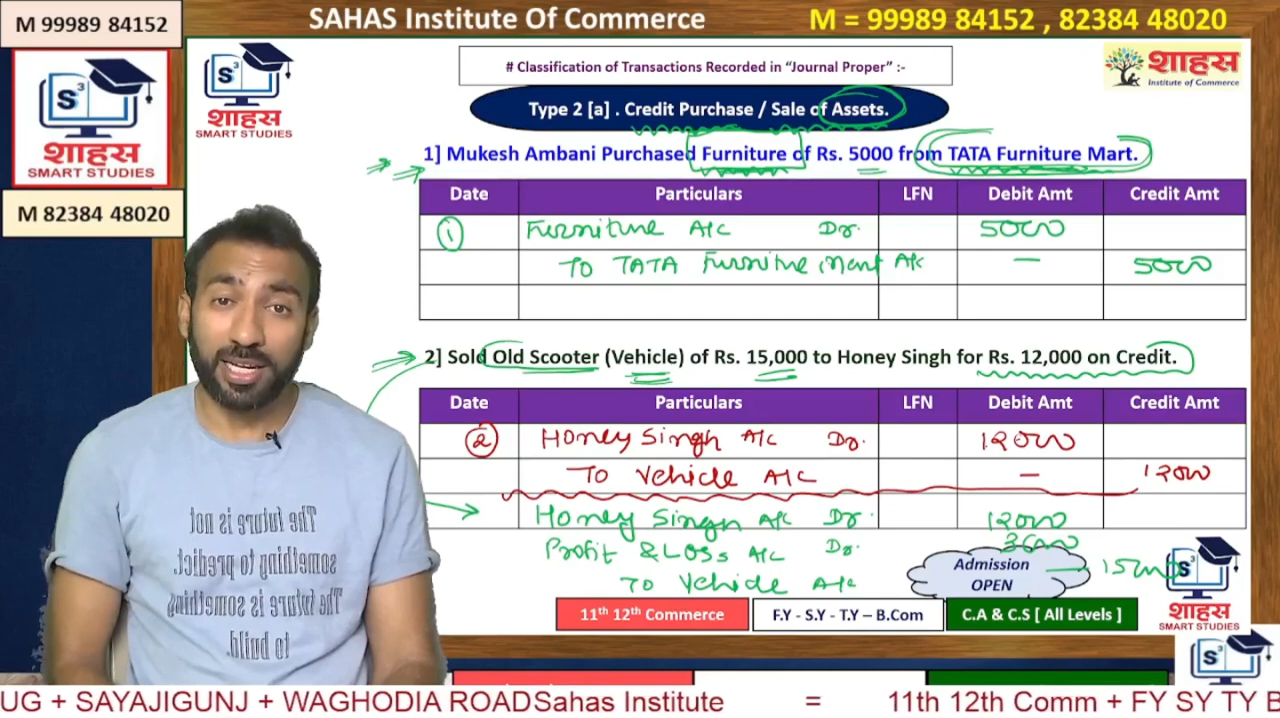 M 99989 84152
SAHAS Institute Of Commerce
M = 99989 84152 , 82384 48020
S³
शाहस
SMART STUDIES
M 82384 48020
S³
शाहस
SMART STUDIES
# Classification of Transactions Recorded in “Journal Proper” :-
शाहस
Institute of Commerce
Type 2 [a] . Credit Purchase / Sale of Assets.
1] Mukesh Ambani Purchased Furniture of Rs. 5000 from TATA Furniture Mart.
Date Particulars LFN Debit Amt Credit Amt
① Furniture A/c Dr. 5000
To TATA Furniture Mart A/c — 5000
2] Sold Old Scooter (Vehicle) of Rs. 15,000 to Honey Singh for Rs. 12,000 on Credit.
Date Particulars LFN Debit Amt Credit Amt
② Honey Singh A/c Dr. 12000
To Vehicle A/c — 12000
Honey Singh A/c Dr. 12000
Profit & Loss A/c Dr. 3000
To Vehicle A/c — 15000
Admission
OPEN
S³
शाहस
SMART STUDIES
11th 12th Commerce
F.Y - S.Y - T.Y – B.Com
C.A & C.S [ All Levels ]
The future is not
something to predict.
The future is something
to build
S³
UG + SAYAJIGUNJ + WAGHODIA ROADSahas Institute = 11th 12th Comm + FY SY TY B